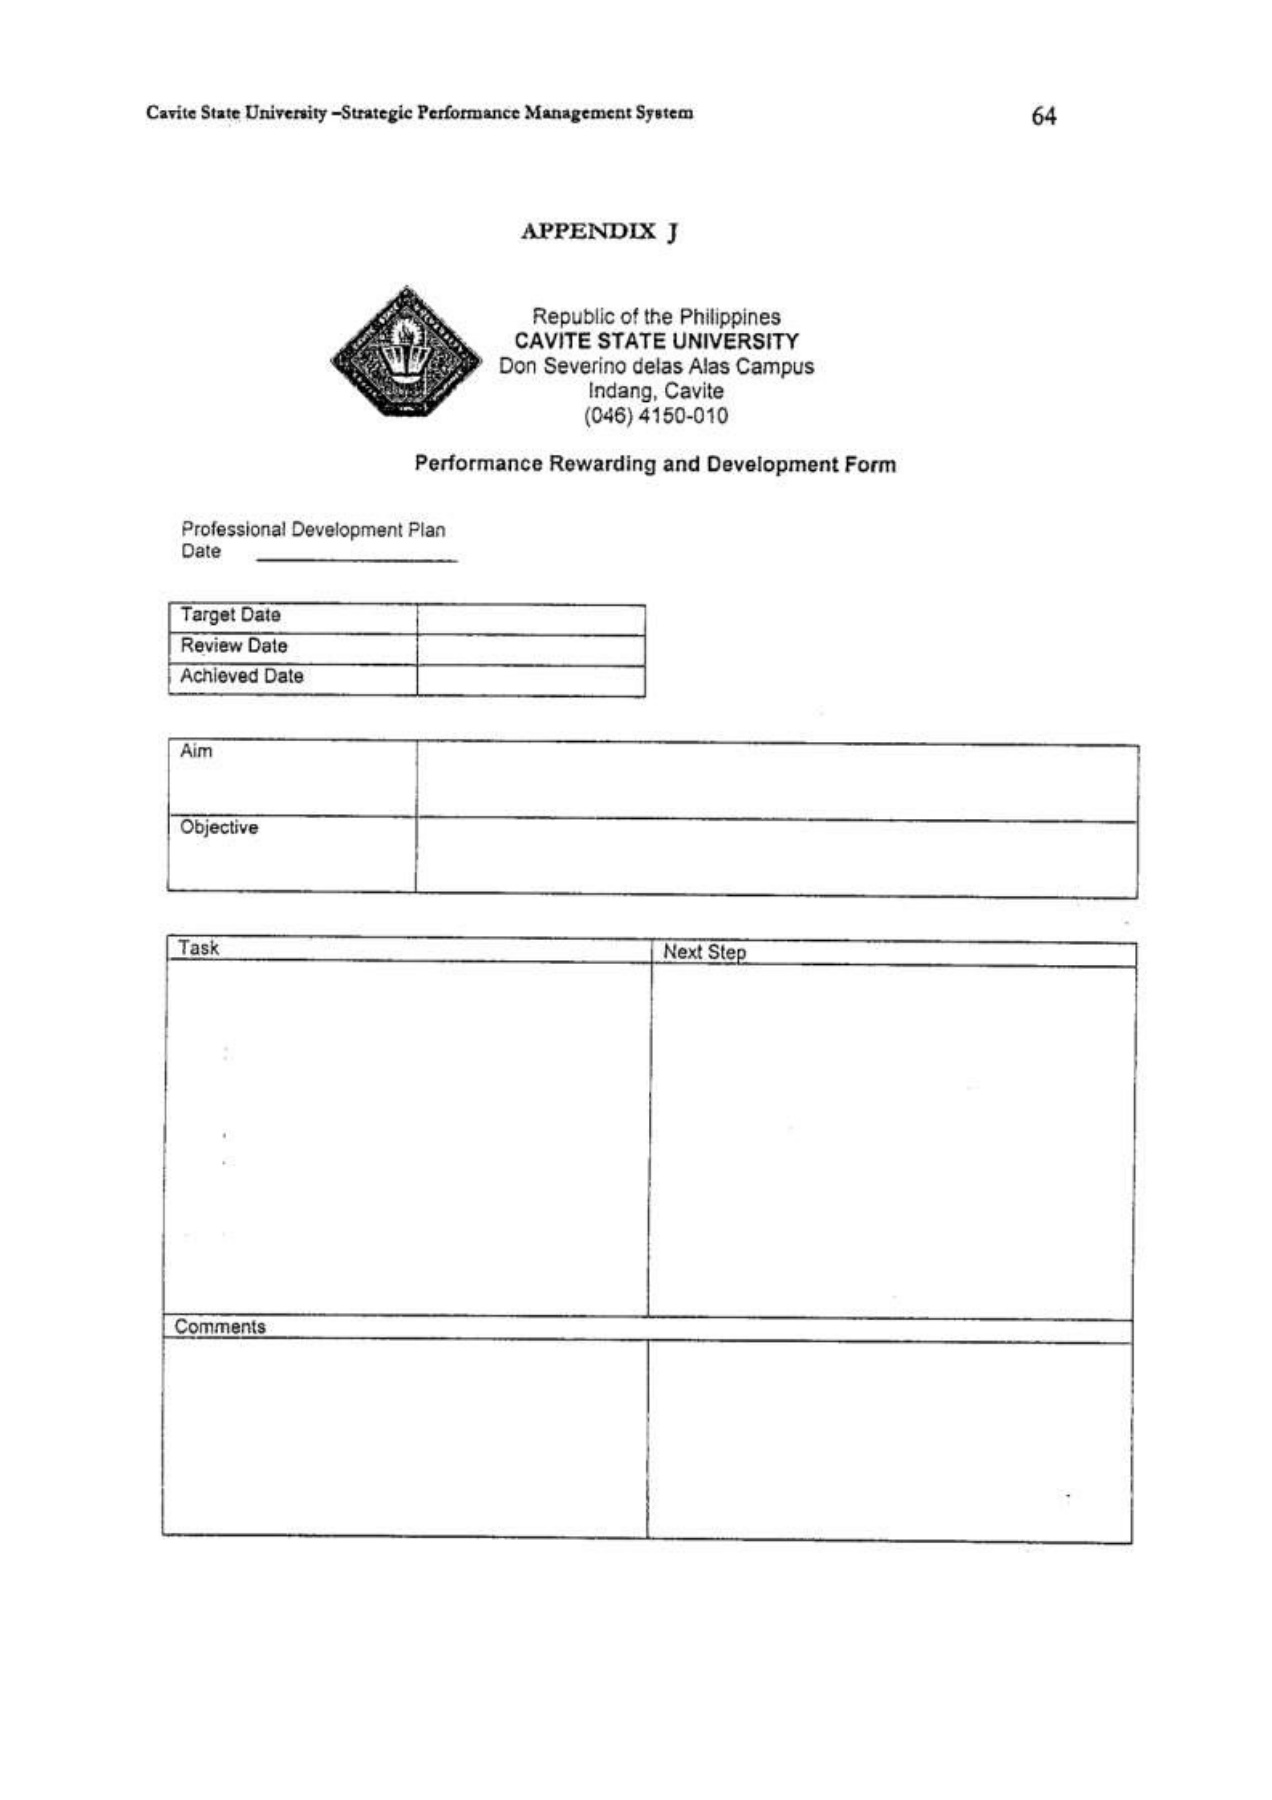 Cavite State University –Strategic Performance Management System 64
APPENDIX J
Republic of the Philippines
CAVITE STATE UNIVERSITY
Don Severino delas Alas Campus
Indang, Cavite
(046) 4150-010
Performance Rewarding and Development Form
Professional Development Plan
Date
Target Date
Review Date
Achieved Date
Aim
Objective
Task Next Step
Comments